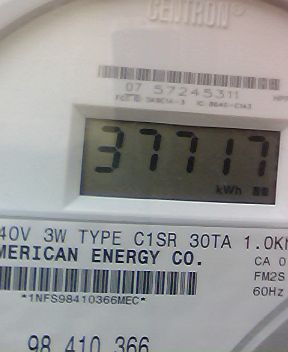 CENTRON®
07 57245311
37717
kWh
40V 3W TYPE C1SR 30TA 1.0K
MERICAN ENERGY CO.
CA 0
FM2S
60Hz
*1NFS98410366MEC*
98 410 366